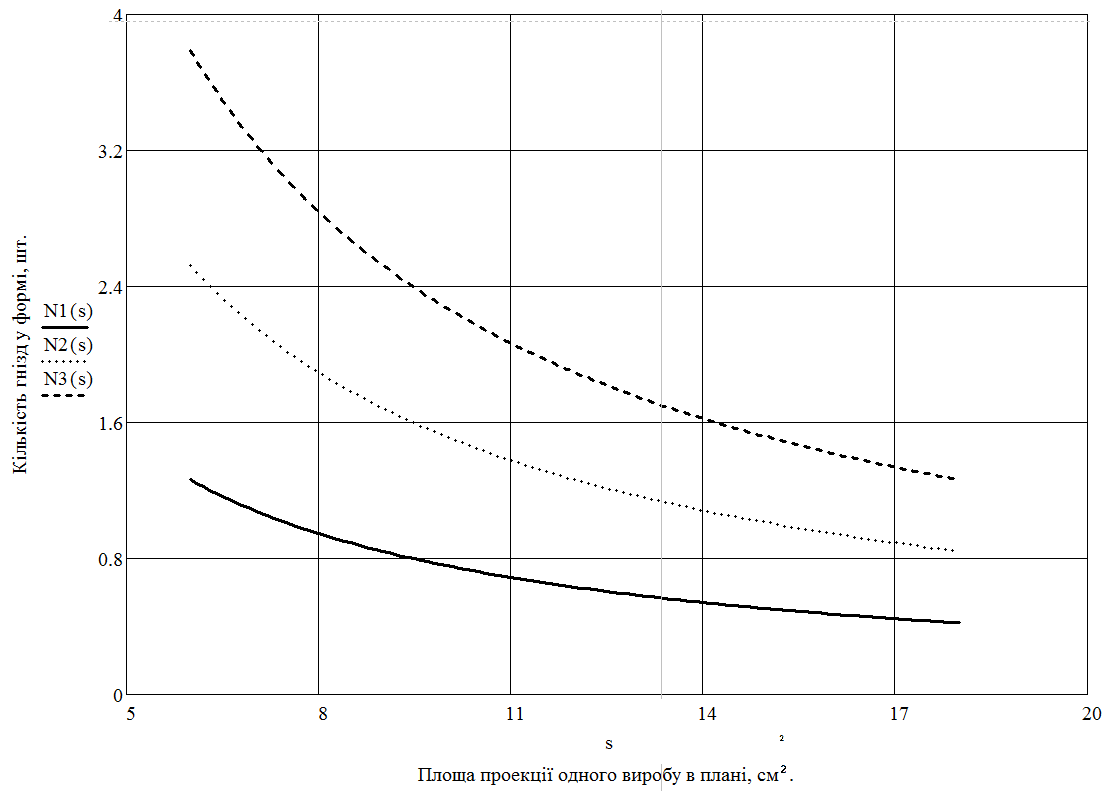 4
3.2
2.4
1.6
0.8
0
Кількість гнізд у формі, шт.
N1(s)
N2(s)
N3(s)
5 8 11 14 17 20
s 2
Площа проекції одного виробу в плані, см².